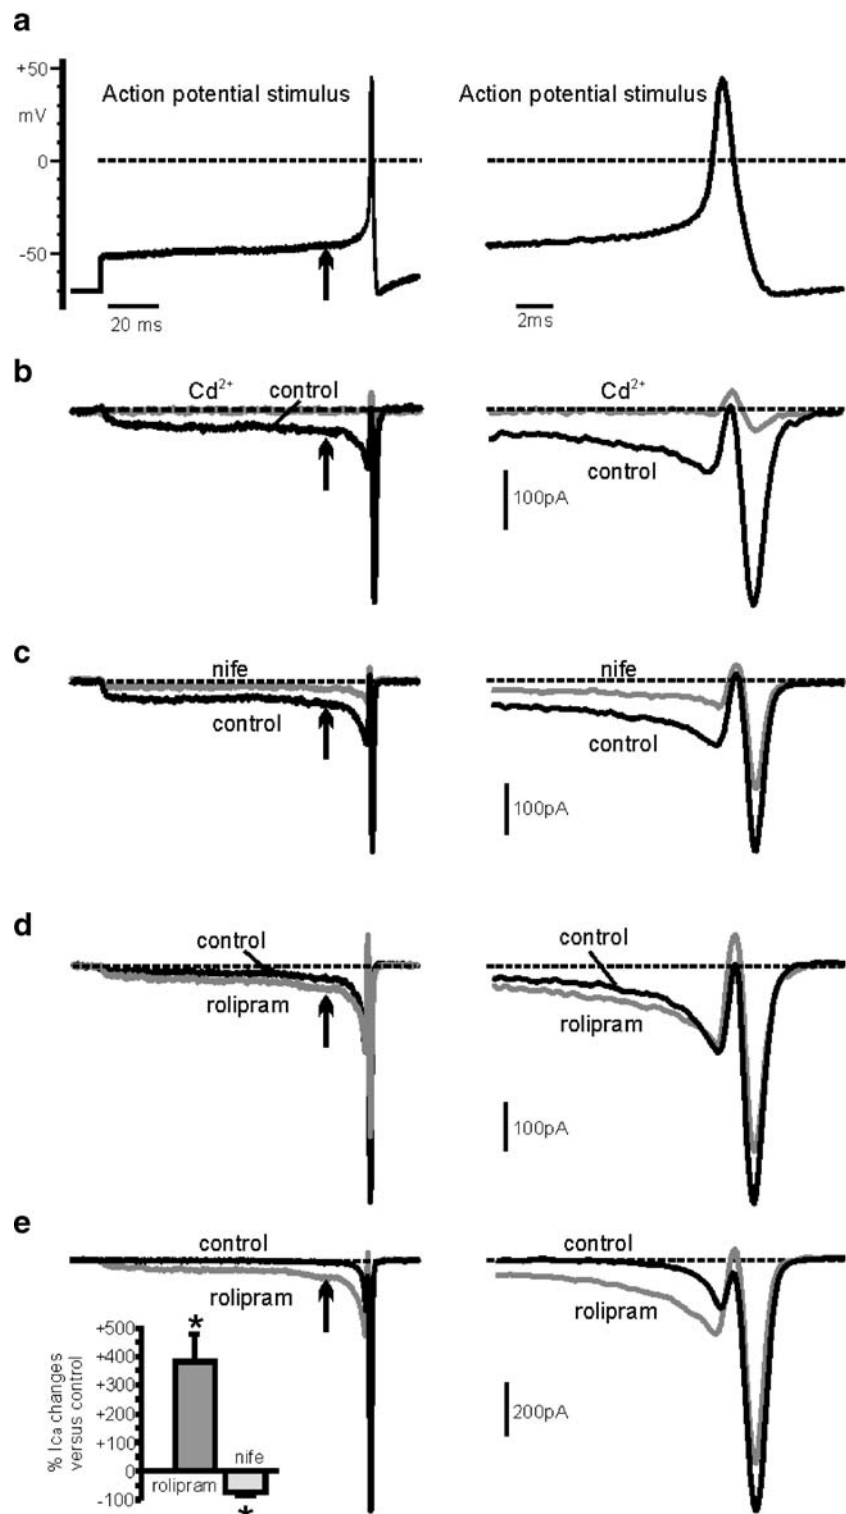 a
+50
mV
0
-50
Action potential stimulus
Action potential stimulus
20 ms
2ms
b
Cd²⁺
control
Cd²⁺
control
100pA
c
nife
control
nife
control
100pA
d
control
rolipram
control
rolipram
100pA
e
control
rolipram
control
rolipram
200pA
% Ica changes
versus control
+500
+400
+300
+200
+100
0
-100
*
rolipram
nife
*